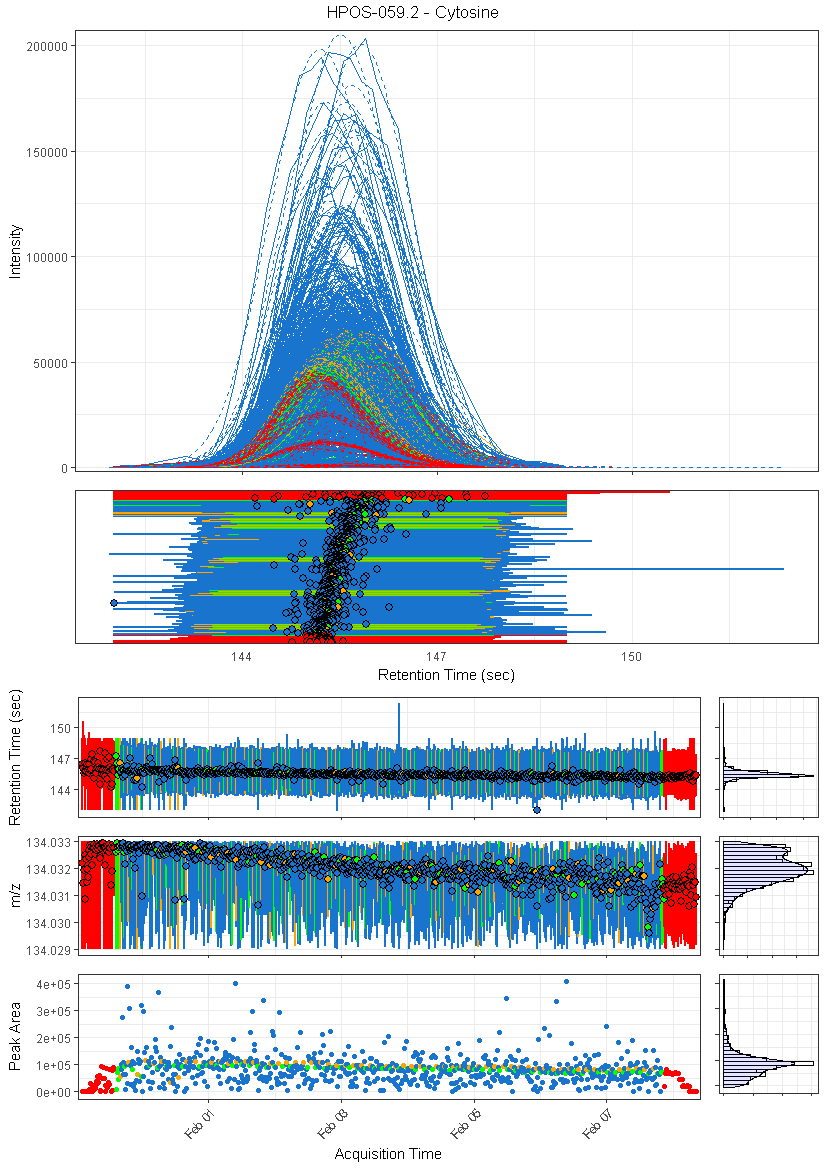 HPOS-059.2 - Cytosine
200000
150000
100000
50000
0
Intensity
144 147 150
Retention Time (sec)
150
147
144
Retention Time (sec)
134.033
134.032
134.031
134.030
134.029
m/z
4e+05
3e+05
2e+05
1e+05
0e+00
Peak Area
Feb 01 Feb 03 Feb 05 Feb 07
Acquisition Time